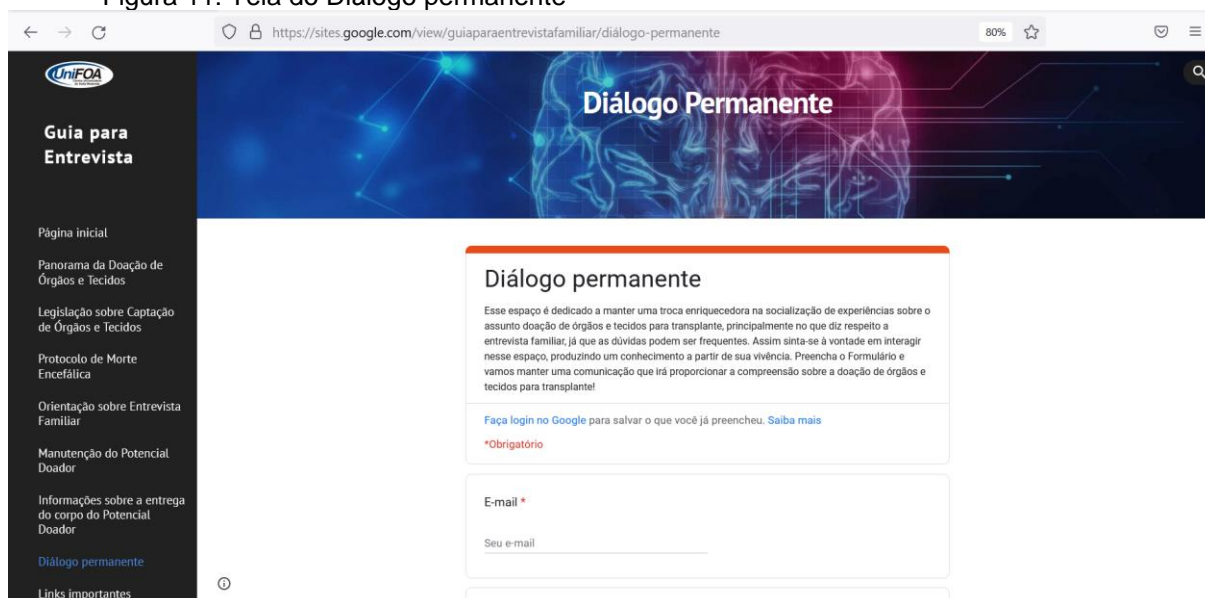 Figura 11: Tela do Diálogo permanente
https://sites.google.com/view/guiaparaentrevistafamiliar/diálogo-permanente
80%
UniFOA
Guia para
Entrevista
Página inicial
Panorama da Doação de
Órgãos e Tecidos
Legislação sobre Captação
de Órgãos e Tecidos
Protocolo de Morte
Encefálica
Orientação sobre Entrevista
Familiar
Manutenção do Potencial
Doador
Informações sobre a entrega
do corpo do Potencial
Doador
Diálogo permanente
Links importantes
Diálogo Permanente
Diálogo permanente
Esse espaço é dedicado a manter uma troca enriquecedora na socialização de experiências sobre o
assunto doação de órgãos e tecidos para transplante, principalmente no que diz respeito a
entrevista familiar, já que as dúvidas podem ser frequentes. Assim sinta-se à vontade em interagir
nesse espaço, produzindo um conhecimento a partir de sua vivência. Preencha o Formulário e
vamos manter uma comunicação que irá proporcionar a compreensão sobre a doação de órgãos e
tecidos para transplante!
Faça login no Google para salvar o que você já preencheu. Saiba mais
*Obrigatório
E-mail *
Seu e-mail